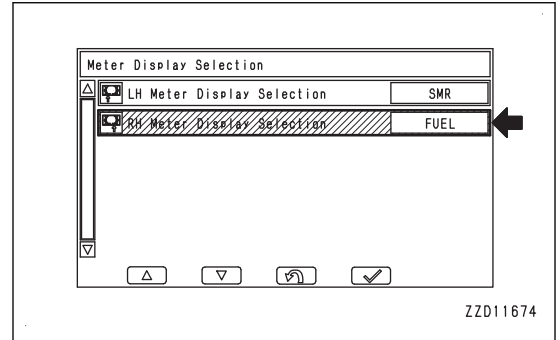 Meter Display Selection
LH Meter Display Selection SMR
RH Meter Display Selection FUEL
ZZD11674